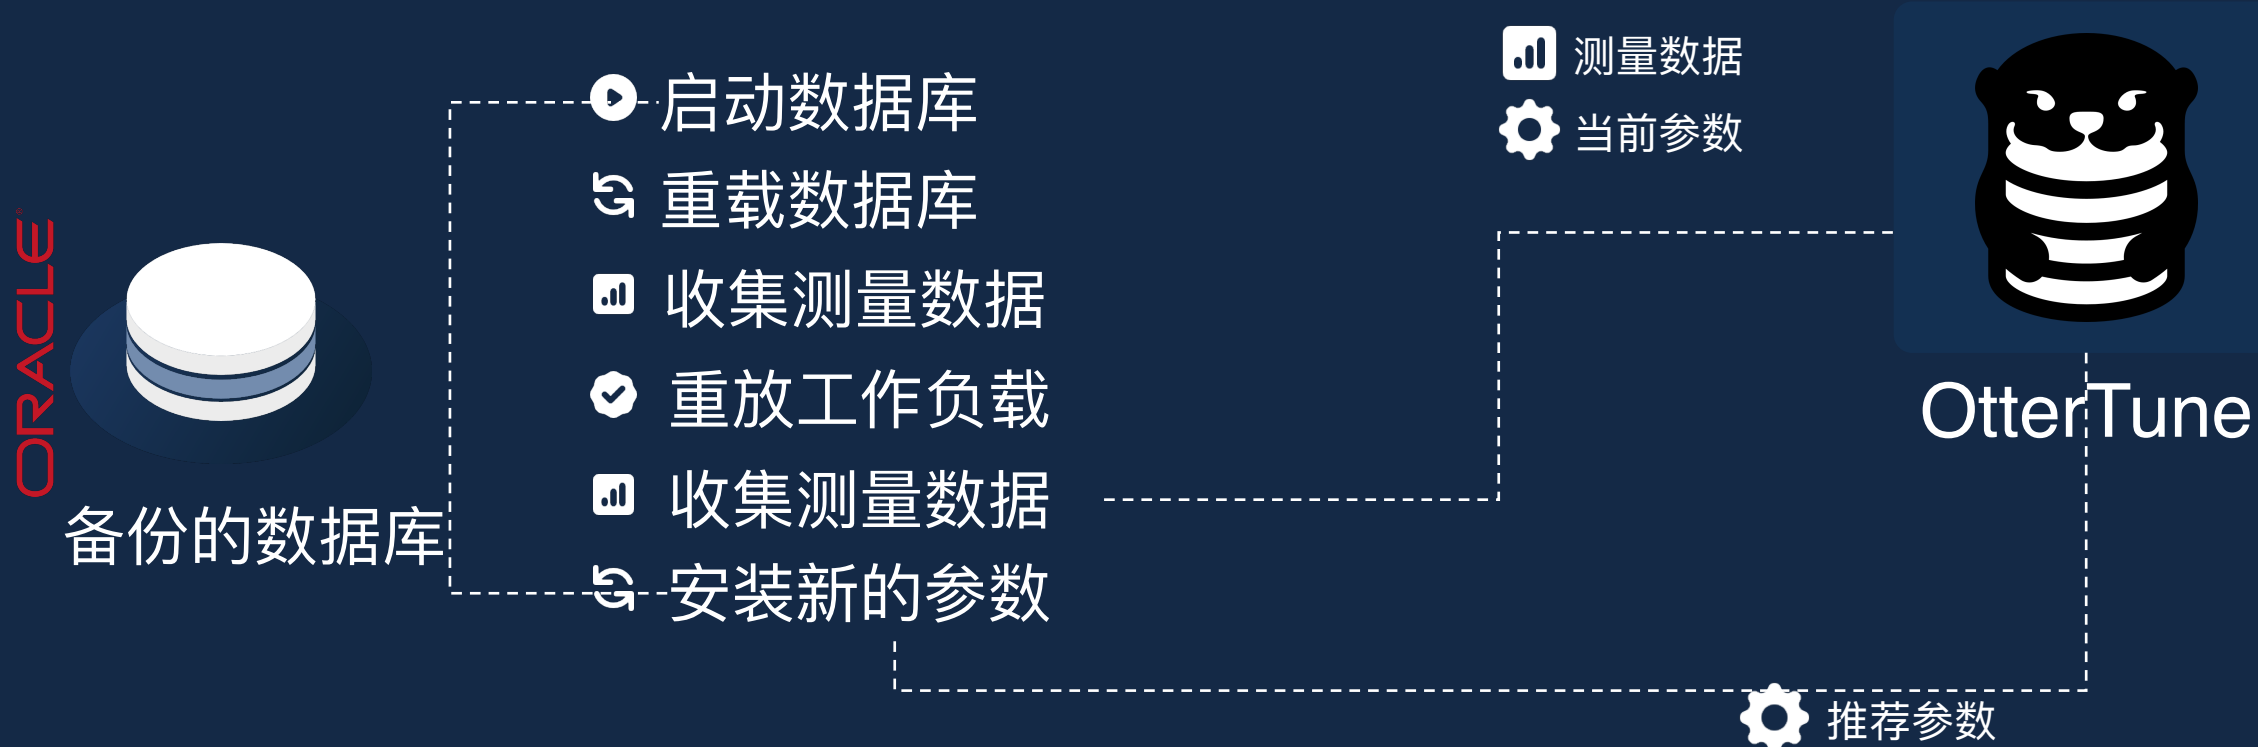 启动数据库
重载数据库
收集测量数据
重放工作负载
收集测量数据
安装新的参数
ORACLE
备份的数据库
测量数据
当前参数
OtterTune
推荐参数